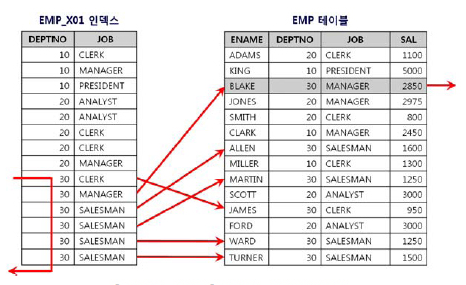 EMP_X01 인덱스
DEPTNO JOB
10 CLERK
10 MANAGER
10 PRESIDENT
20 ANALYST
20 ANALYST
20 CLERK
20 CLERK
20 MANAGER
30 CLERK
30 MANAGER
30 SALESMAN
30 SALESMAN
30 SALESMAN
30 SALESMAN
EMP 테이블
ENAME DEPTNO JOB SAL
ADAMS 20 CLERK 1100
KING 10 PRESIDENT 5000
BLAKE 30 MANAGER 2850
JONES 20 MANAGER 2975
SMITH 20 CLERK 800
CLARK 10 MANAGER 2450
ALLEN 30 SALESMAN 1600
MILLER 10 CLERK 1300
MARTIN 30 SALESMAN 1250
SCOTT 20 ANALYST 3000
JAMES 30 CLERK 950
FORD 20 ANALYST 3000
WARD 30 SALESMAN 1250
TURNER 30 SALESMAN 1500